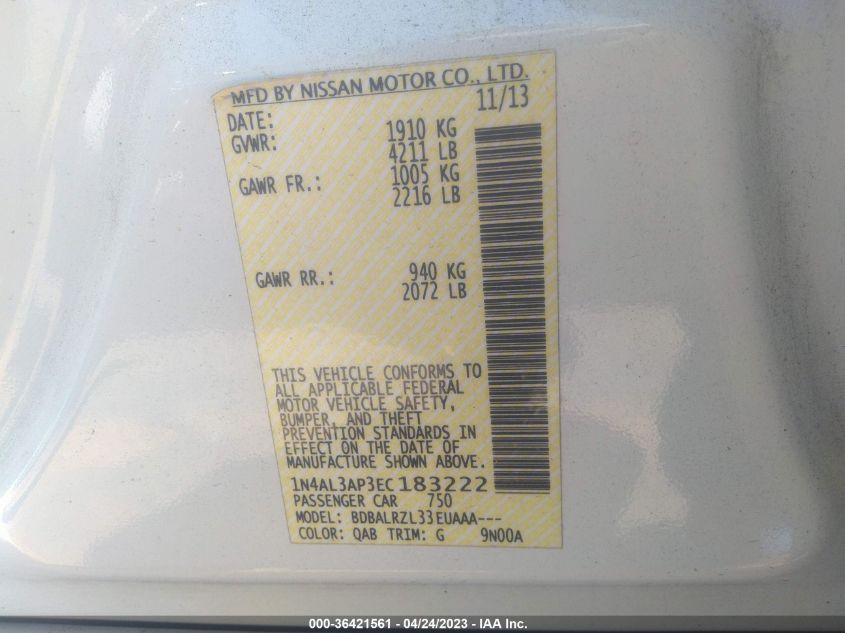 MFD BY NISSAN MOTOR CO., LTD.
DATE: 11/13
GVWR: 1910 KG
4211 LB
GAWR FR.: 1005 KG
2216 LB
GAWR RR.: 940 KG
2072 LB
THIS VEHICLE CONFORMS TO
ALL APPLICABLE FEDERAL
MOTOR VEHICLE SAFETY,
BUMPER, AND THEFT
PREVENTION STANDARDS IN
EFFECT ON THE DATE OF
MANUFACTURE SHOWN ABOVE.
1N4AL3AP3EC183222
PASSENGER CAR 750
MODEL: BDBALRZL33EUAAA---
COLOR: QAB TRIM: G 9N00A
000-36421561 - 04/24/2023 - IAA Inc.